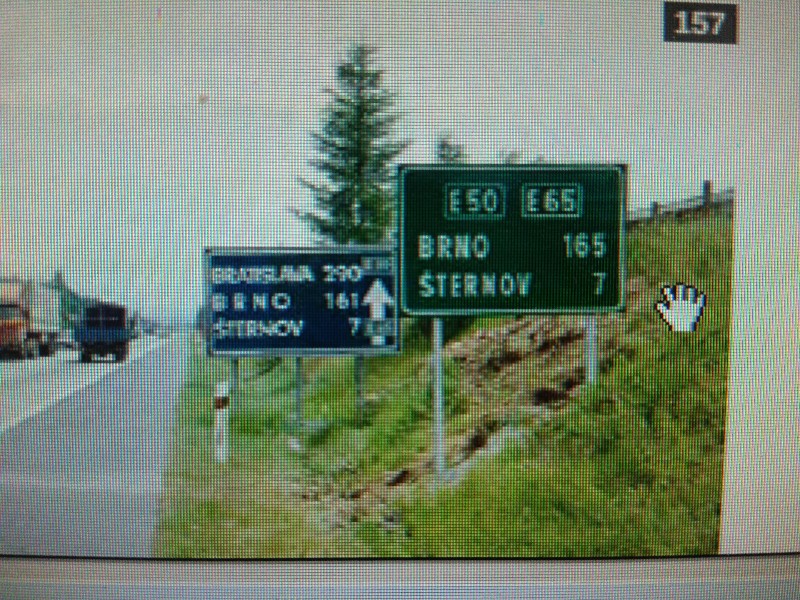 157
E50 E65
BRNO 165
ŠTERNOV 7
BRATISLAVA 290
BRNO 161
ŠTERNOV 7